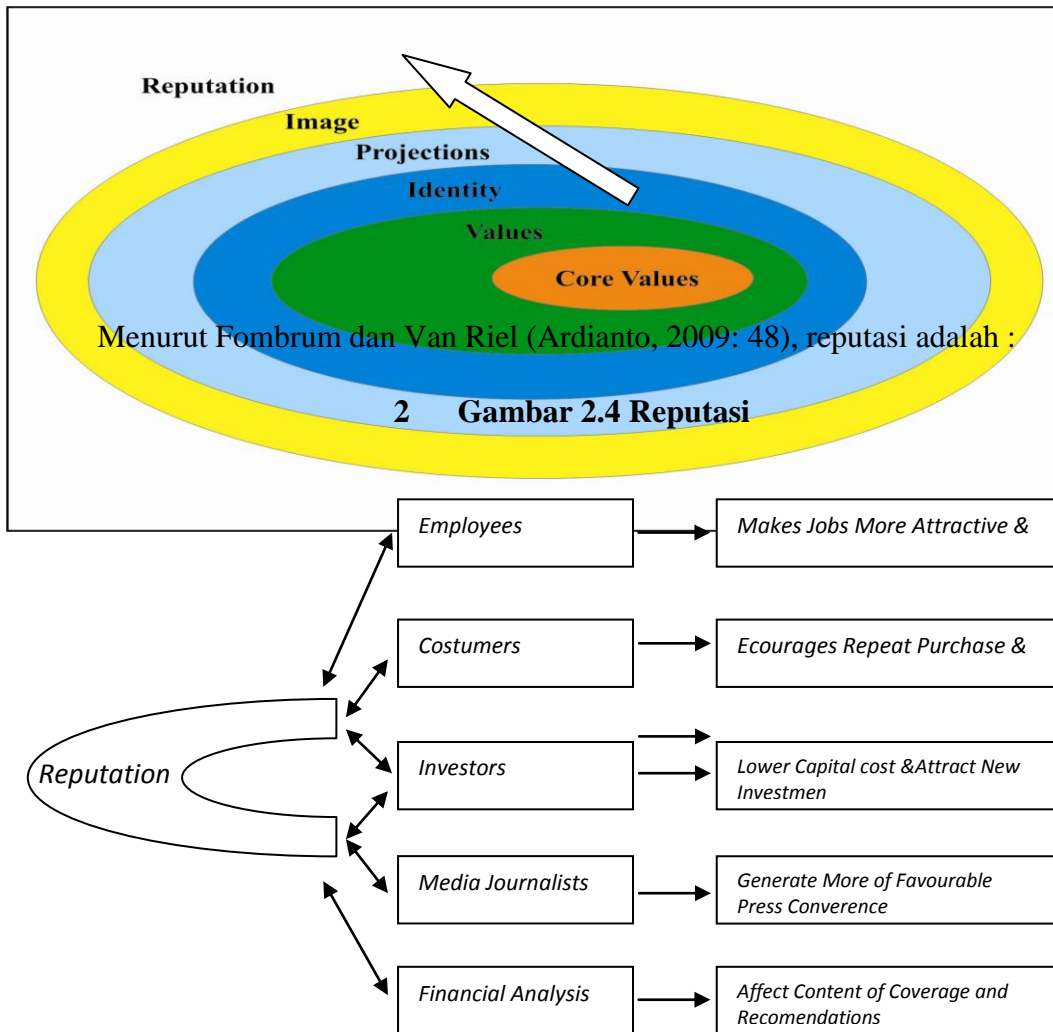 Reputation
Image
Projections
Identity
Values
Core Values
Menurut Fombrum dan Van Riel (Ardianto, 2009: 48), reputasi adalah :
2 Gambar 2.4 Reputasi
Employees
Makes Jobs More Attractive &
Costumers
Ecourages Repeat Purchase &
Reputation
Investors
Lower Capital cost &Attract New
Investmen
Media Journalists
Generate More of Favourable
Press Converence
Financial Analysis
Affect Content of Coverage and
Recomendations